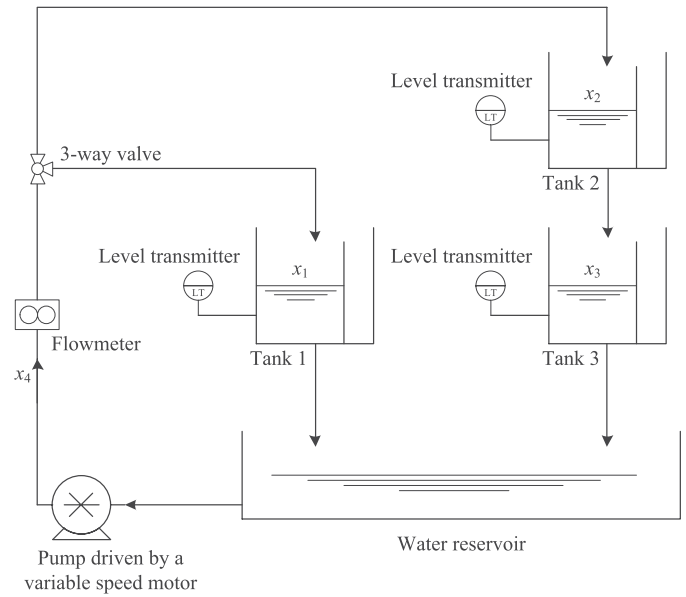 Level transmitter
x2
LT
3-way valve
Tank 2
Level transmitter
x1
LT
Level transmitter
x3
LT
Flowmeter
Tank 1
Tank 3
x4
Water reservoir
Pump driven by a
variable speed motor